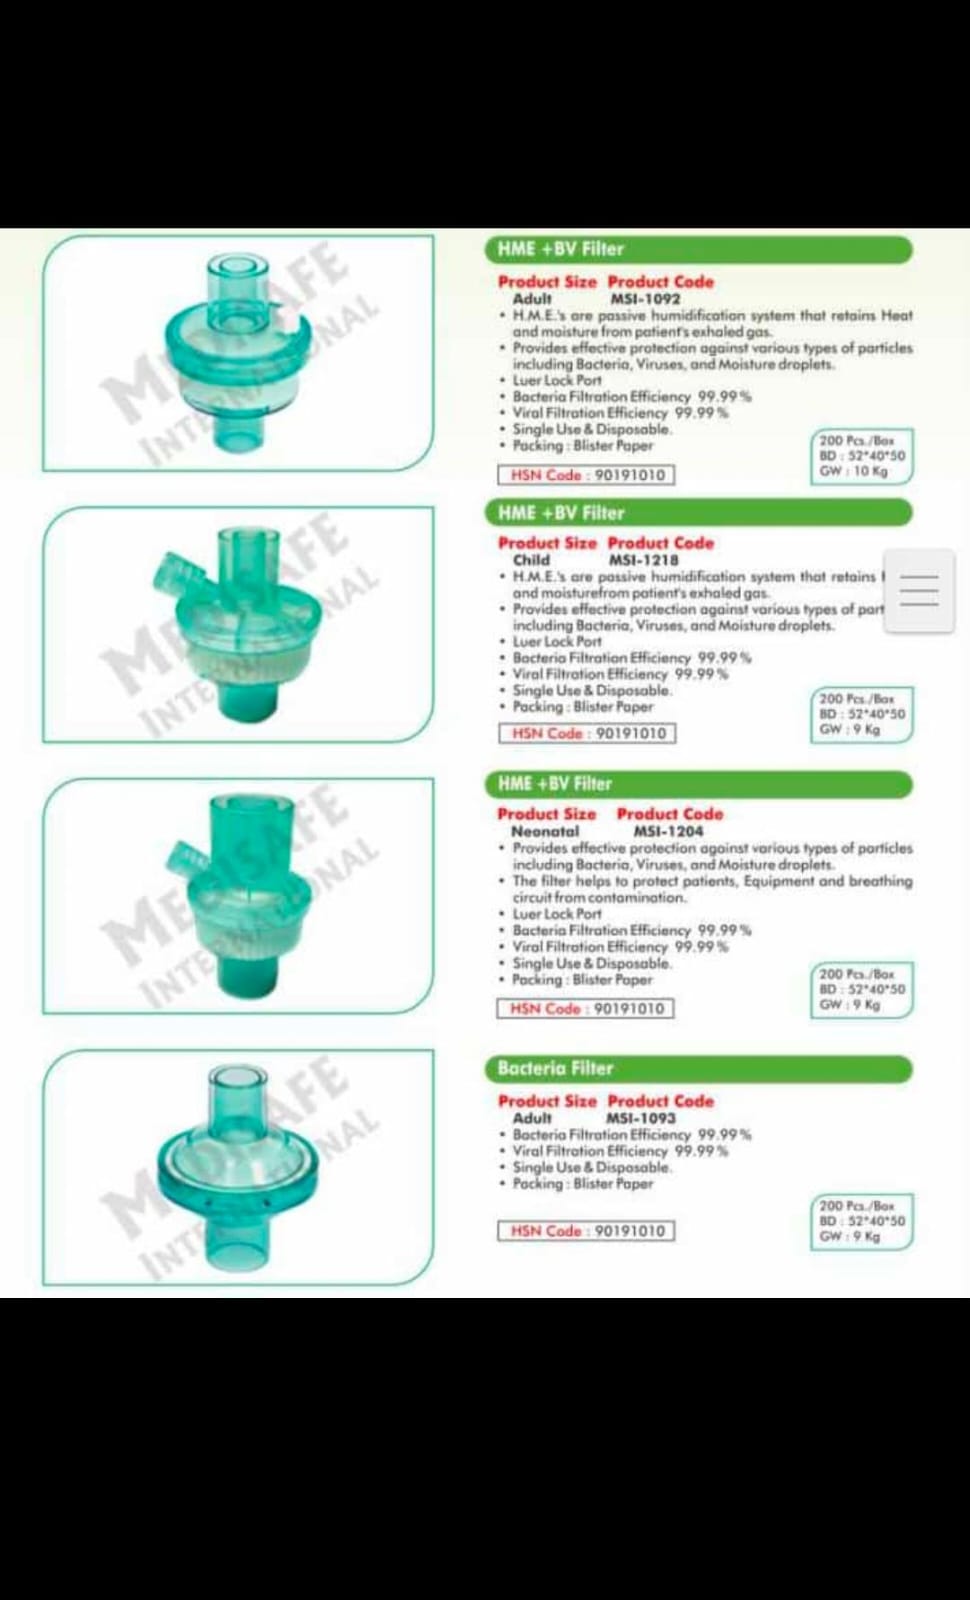 MEDISAFE
INTERNATIONAL
HME +BV Filter
Product Size Product Code
Adult MSI-1092
• H.M.E.'s are passive humidification system that retains Heat
and moisture from patient's exhaled gas.
• Provides effective protection against various types of particles
including Bacteria, Viruses, and Moisture droplets.
• Luer Lock Port
• Bacteria Filtration Efficiency 99.99%
• Viral Filtration Efficiency 99.99%
• Single Use & Disposable.
• Packing : Blister Paper
200 Pcs./Box
BD : 52*40*50
GW : 10 Kg
HSN Code : 90191010
MEDISAFE
INTERNATIONAL
HME +BV Filter
Product Size Product Code
Child MSI-1218
• H.M.E.'s are passive humidification system that retains
and moisturefrom patient's exhaled gas.
• Provides effective protection against various types of part
including Bacteria, Viruses, and Moisture droplets.
• Luer Lock Port
• Bacteria Filtration Efficiency 99.99%
• Viral Filtration Efficiency 99.99%
• Single Use & Disposable.
• Packing : Blister Paper
200 Pcs./Box
BD : 52*40*50
GW : 9 Kg
HSN Code : 90191010
MEDISAFE
INTERNATIONAL
HME +BV Filter
Product Size Product Code
Neonatal MSI-1204
• Provides effective protection against various types of particles
including Bacteria, Viruses, and Moisture droplets.
• The filter helps to protect patients, Equipment and breathing
circuit from contamination.
• Luer Lock Port
• Bacteria Filtration Efficiency 99.99%
• Viral Filtration Efficiency 99.99%
• Single Use & Disposable.
• Packing : Blister Paper
200 Pcs./Box
BD : 52*40*50
GW : 9 Kg
HSN Code : 90191010
MEDISAFE
INTERNATIONAL
Bacteria Filter
Product Size Product Code
Adult MSI-1093
• Bacteria Filtration Efficiency 99.99%
• Viral Filtration Efficiency 99.99%
• Single Use & Disposable.
• Packing : Blister Paper
200 Pcs./Box
BD : 52*40*50
GW : 9 Kg
HSN Code : 90191010